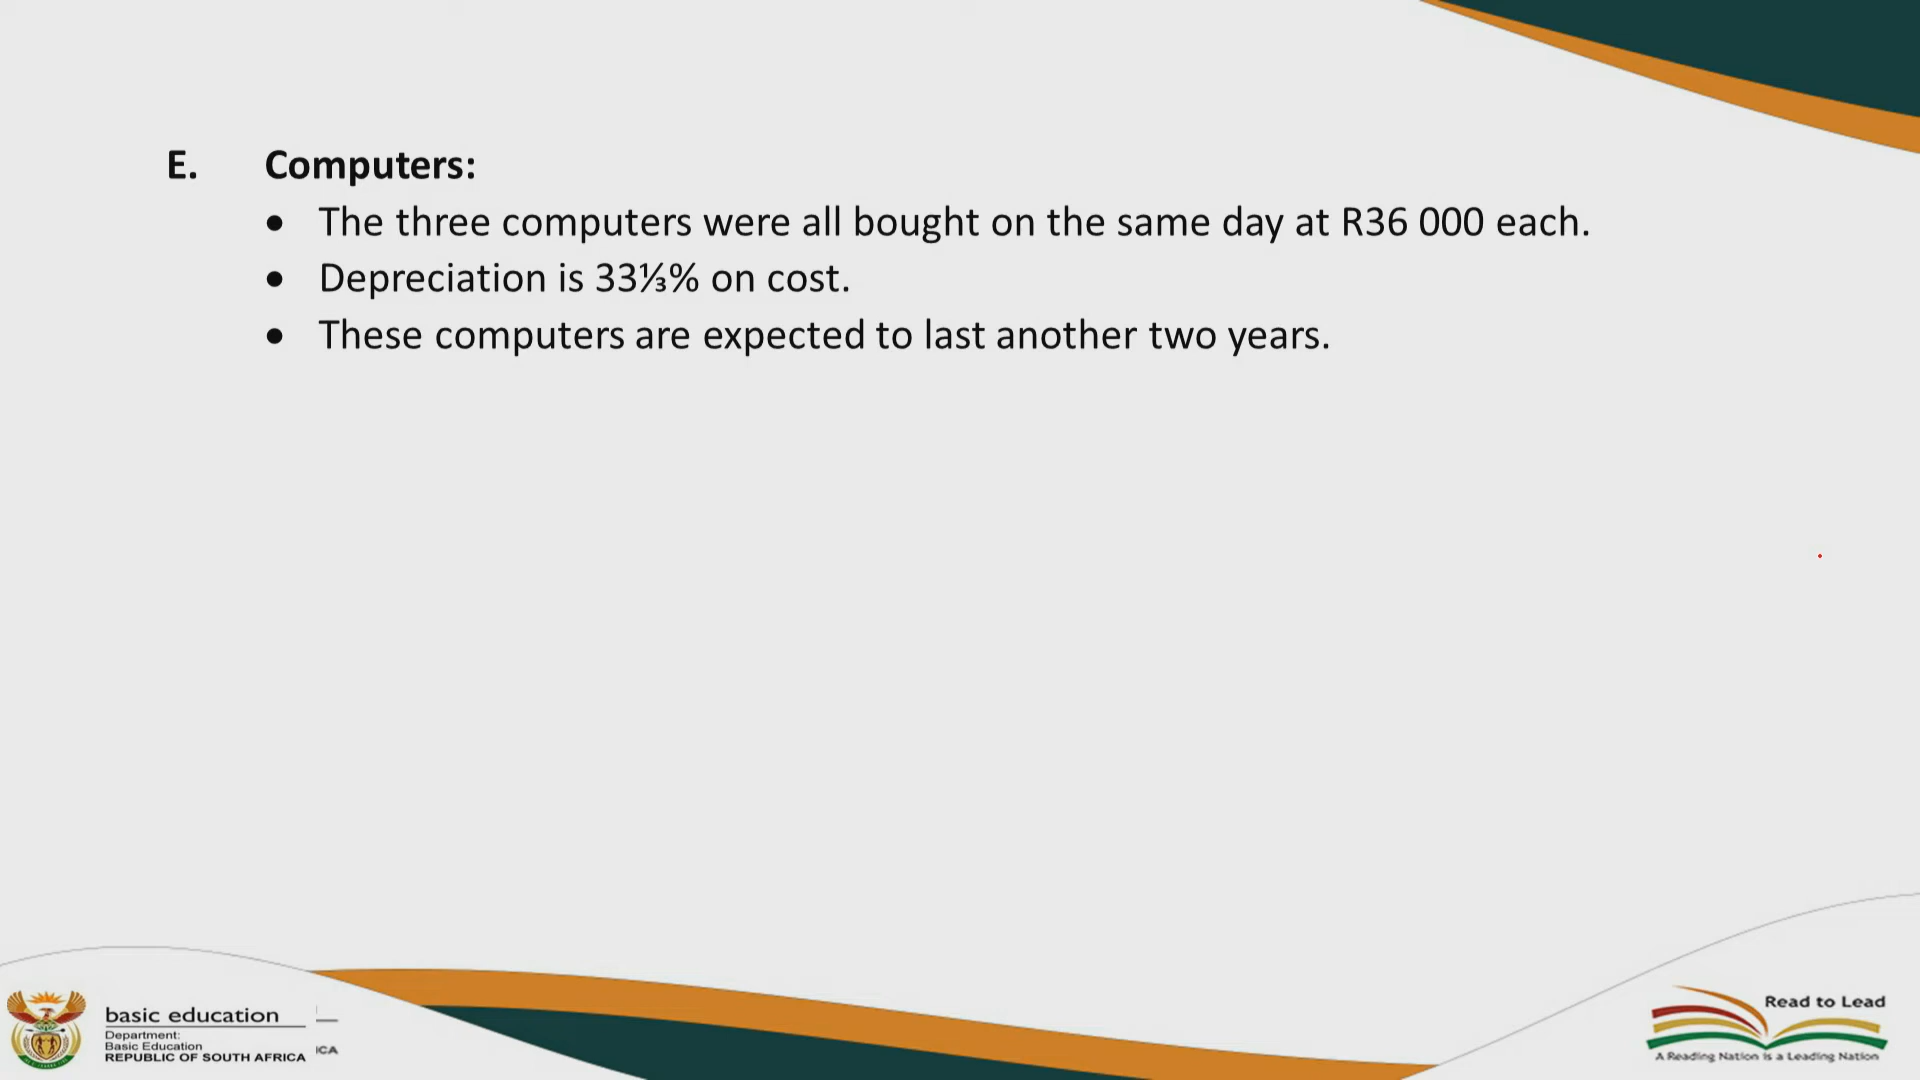 E. Computers:
• The three computers were all bought on the same day at R36 000 each.
• Depreciation is 33⅓% on cost.
• These computers are expected to last another two years.
basic education
Department:
Basic Education
REPUBLIC OF SOUTH AFRICA
ICA
Read to Lead
A Reading Nation is a Leading Nation